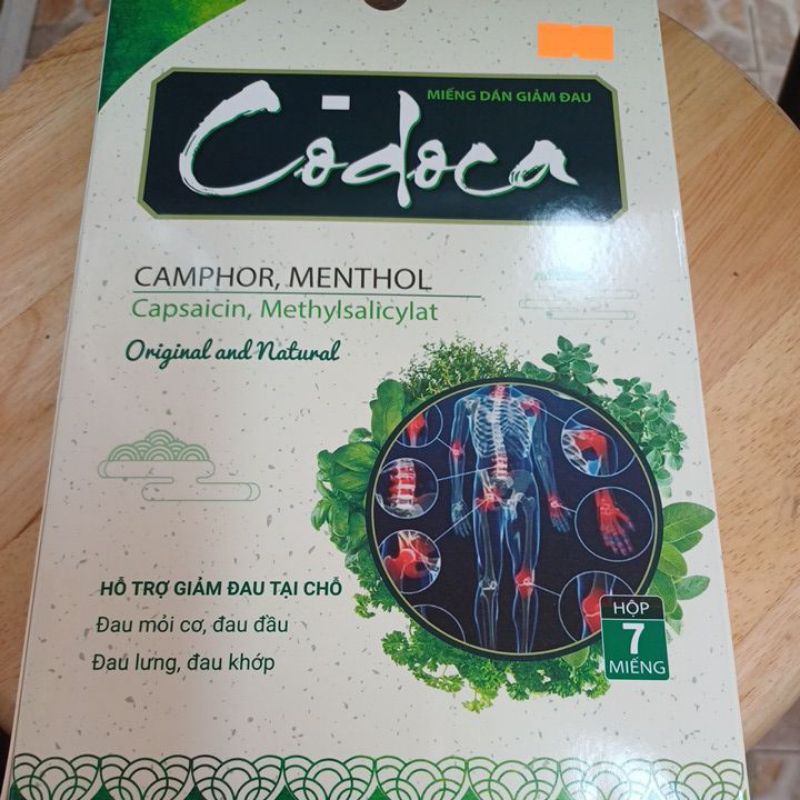 MIẾNG DÁN GIẢM ĐAU
Codoca
CAMPHOR, MENTHOL
Capsaicin, Methylsalicylat
Original and Natural
HỖ TRỢ GIẢM ĐAU TẠI CHỖ
Đau mỏi cơ, đau đầu
Đau lưng, đau khớp
HỘP
7
MIẾNG